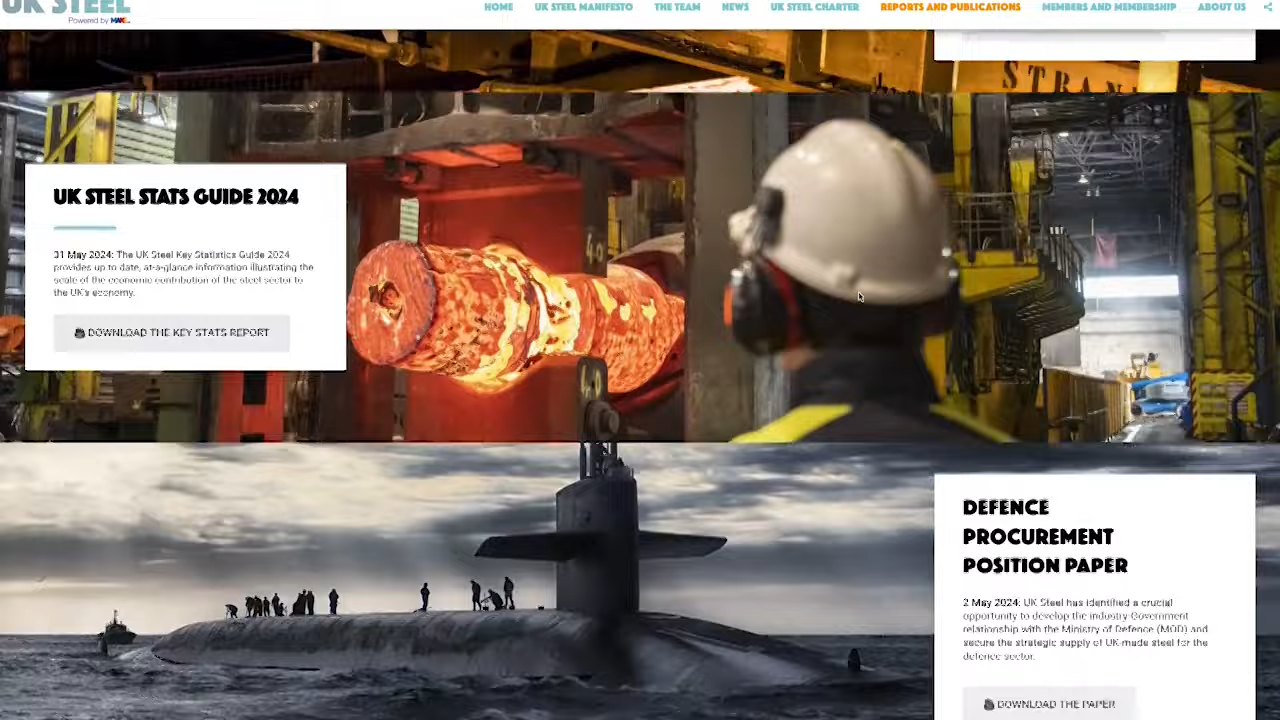 UK STEEL
Powered by MAKE
HOME UK STEEL MANIFESTO THE TEAM NEWS UK STEEL CHARTER REPORTS AND PUBLICATIONS MEMBERS AND MEMBERSHIP ABOUT US
STRAN
UK STEEL STATS GUIDE 2024
31 May 2024: The UK Steel Key Statistics Guide 2024
provides up to date, at-a-glance information illustrating the
scale of the economic contribution of the steel sector to
the UK's economy.
DOWNLOAD THE KEY STATS REPORT
49
4.0
DEFENCE
PROCUREMENT
POSITION PAPER
2 May 2024: UK Steel has identified a crucial
opportunity to develop the industry-Government
relationship with the Ministry of Defence (MOD) and
secure the strategic supply of UK-made steel for the
defence sector.
DOWNLOAD THE PAPER